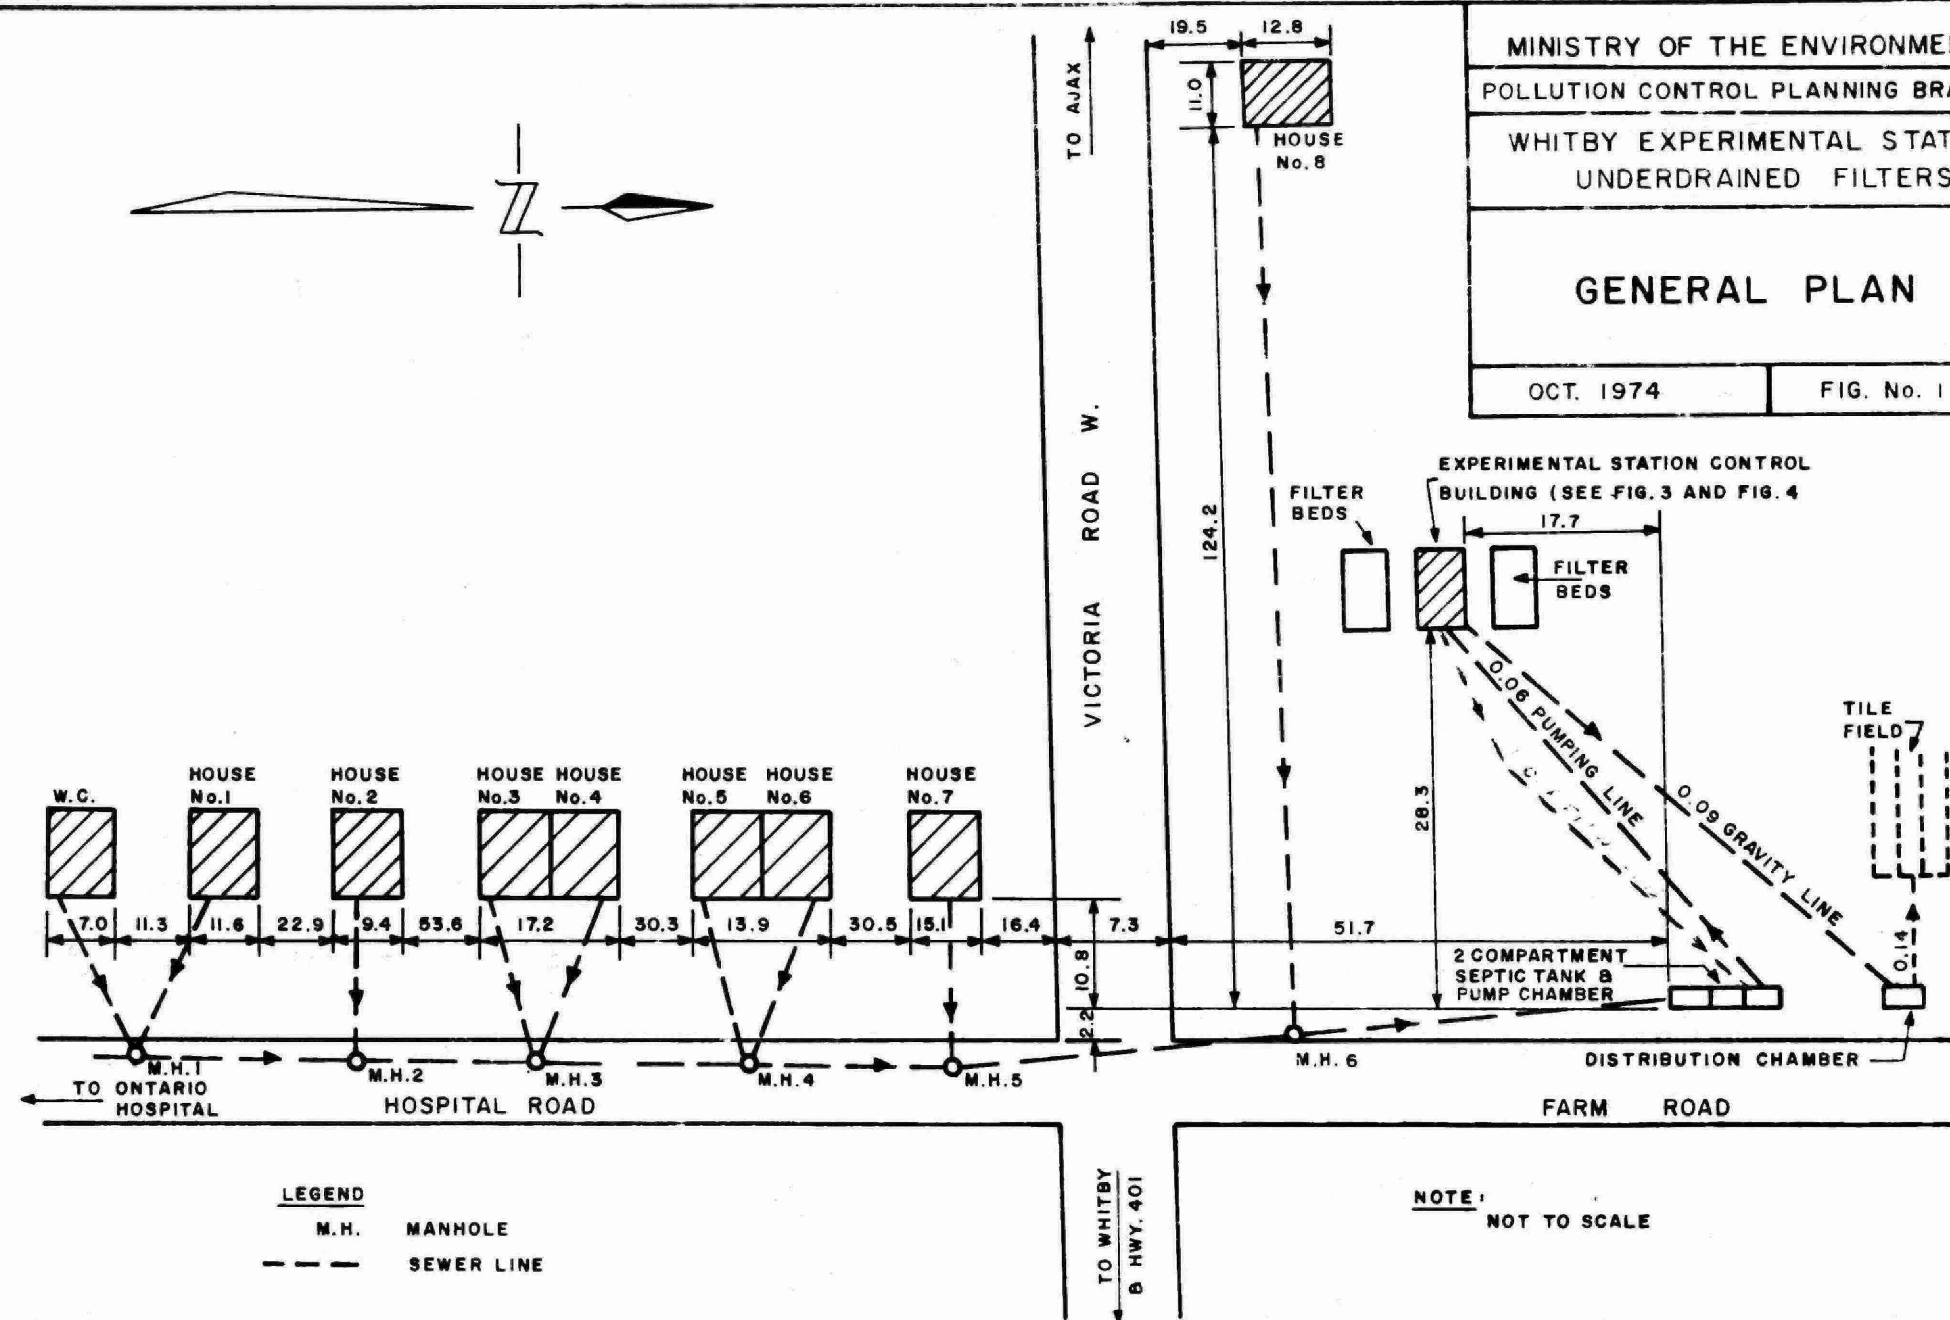 MINISTRY OF THE ENVIRONME
POLLUTION CONTROL PLANNING BRA
WHITBY EXPERIMENTAL STAT
UNDERDRAINED FILTERS
GENERAL PLAN
OCT. 1974
FIG. No. 1
19.5
12.8
11.0
HOUSE
No.8
TO AJAX
N
VICTORIA ROAD W.
124.2
EXPERIMENTAL STATION CONTROL
BUILDING (SEE FIG. 3 AND FIG. 4
FILTER
BEDS
17.7
FILTER
BEDS
0.06 PUMPING LINE
0.09 GRAVITY LINE
28.3
TILE
FIELD
0.14
W.C.
HOUSE
No.1
HOUSE
No.2
HOUSE HOUSE
No.3 No.4
HOUSE HOUSE
No.5 No.6
HOUSE
No.7
7.0
11.3
11.6
22.9
9.4
53.6
17.2
30.3
13.9
30.5
15.1
16.4
7.3
51.7
10.8
2.2
2 COMPARTMENT
SEPTIC TANK &
PUMP CHAMBER
M.H.1
M.H.2
M.H.3
M.H.4
M.H.5
M.H. 6
DISTRIBUTION CHAMBER
TO ONTARIO
HOSPITAL
HOSPITAL ROAD
FARM ROAD
TO WHITBY
& HWY. 401
LEGEND
M.H. MANHOLE
SEWER LINE
NOTE:
NOT TO SCALE